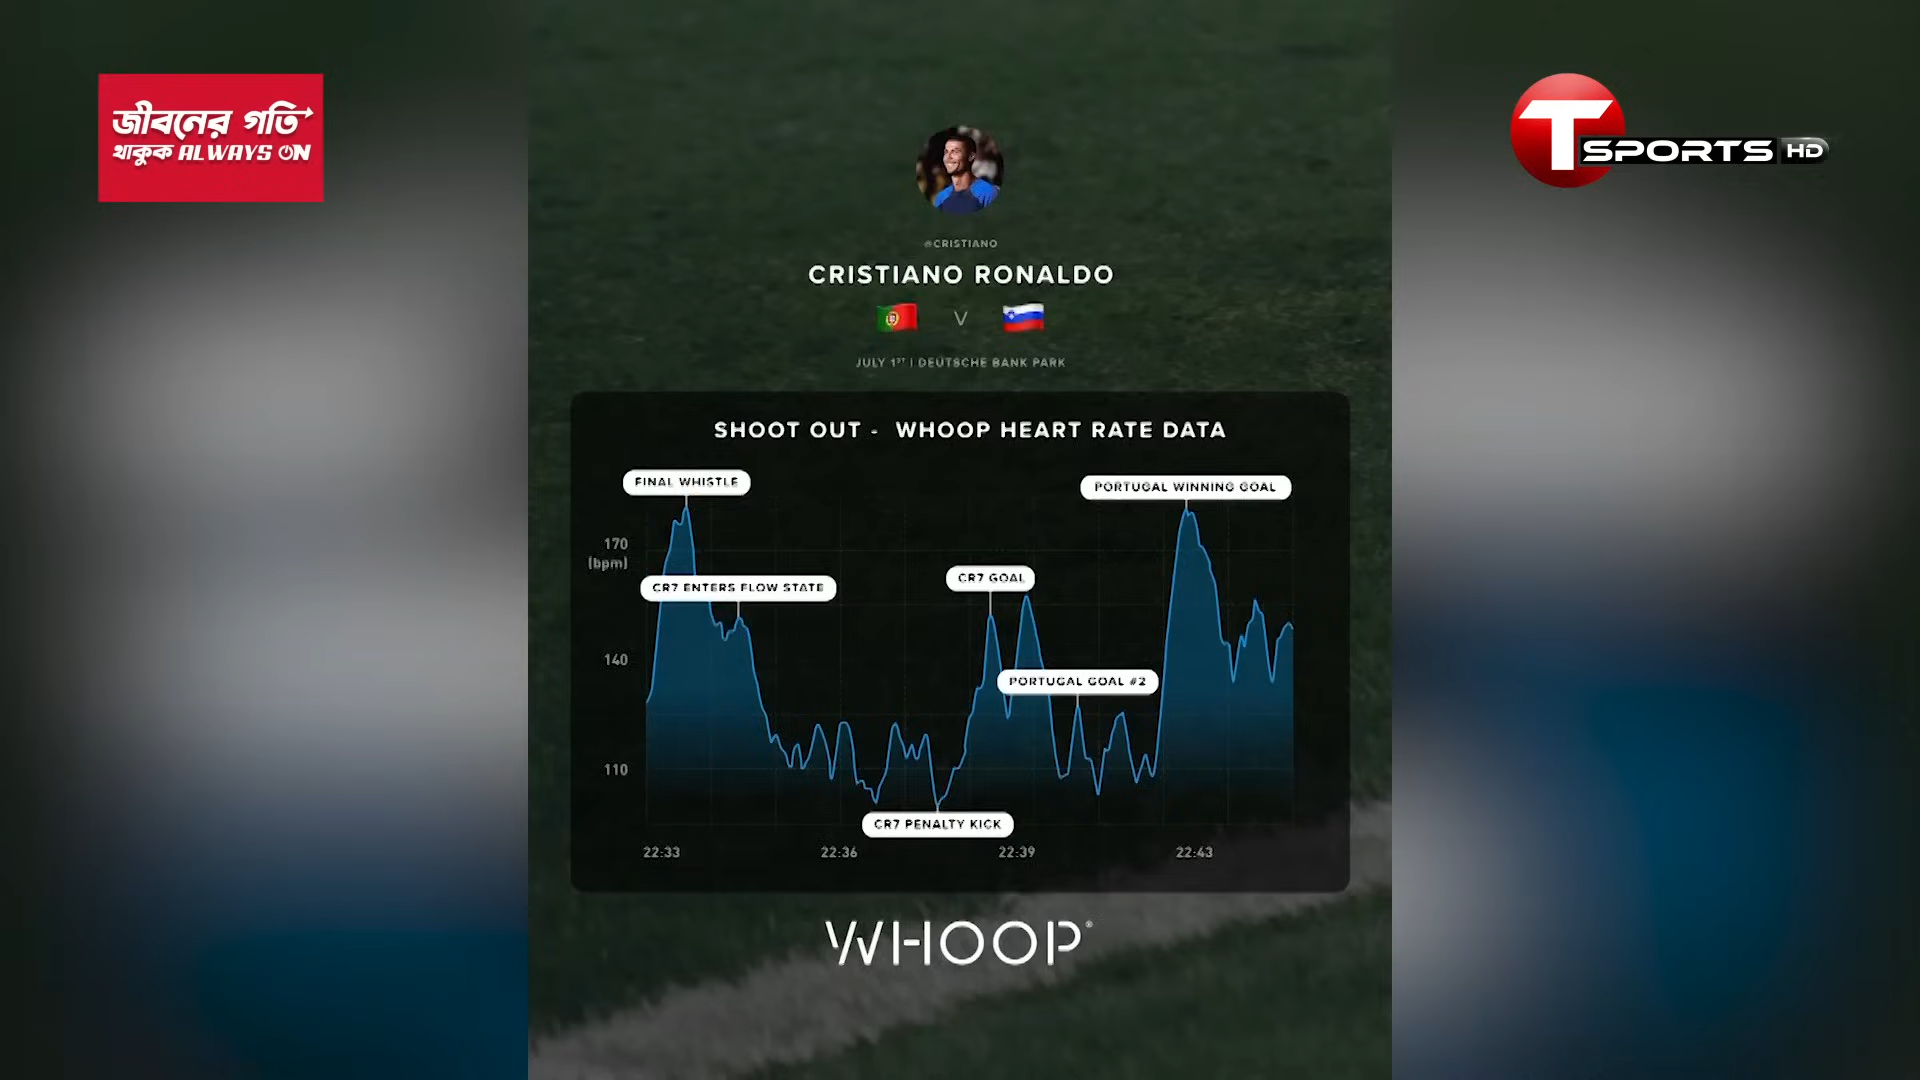 জীবনের গতি
থাকুক ALWAYS ON
T SPORTS HD
@CRISTIANO
CRISTIANO RONALDO
V
JULY 1ST | DEUTSCHE BANK PARK
SHOOT OUT - WHOOP HEART RATE DATA
FINAL WHISTLE
PORTUGAL WINNING GOAL
170
(bpm)
CR7 ENTERS FLOW STATE
CR7 GOAL
140
PORTUGAL GOAL #2
110
CR7 PENALTY KICK
22:33 22:36 22:39 22:43
WHOOP®